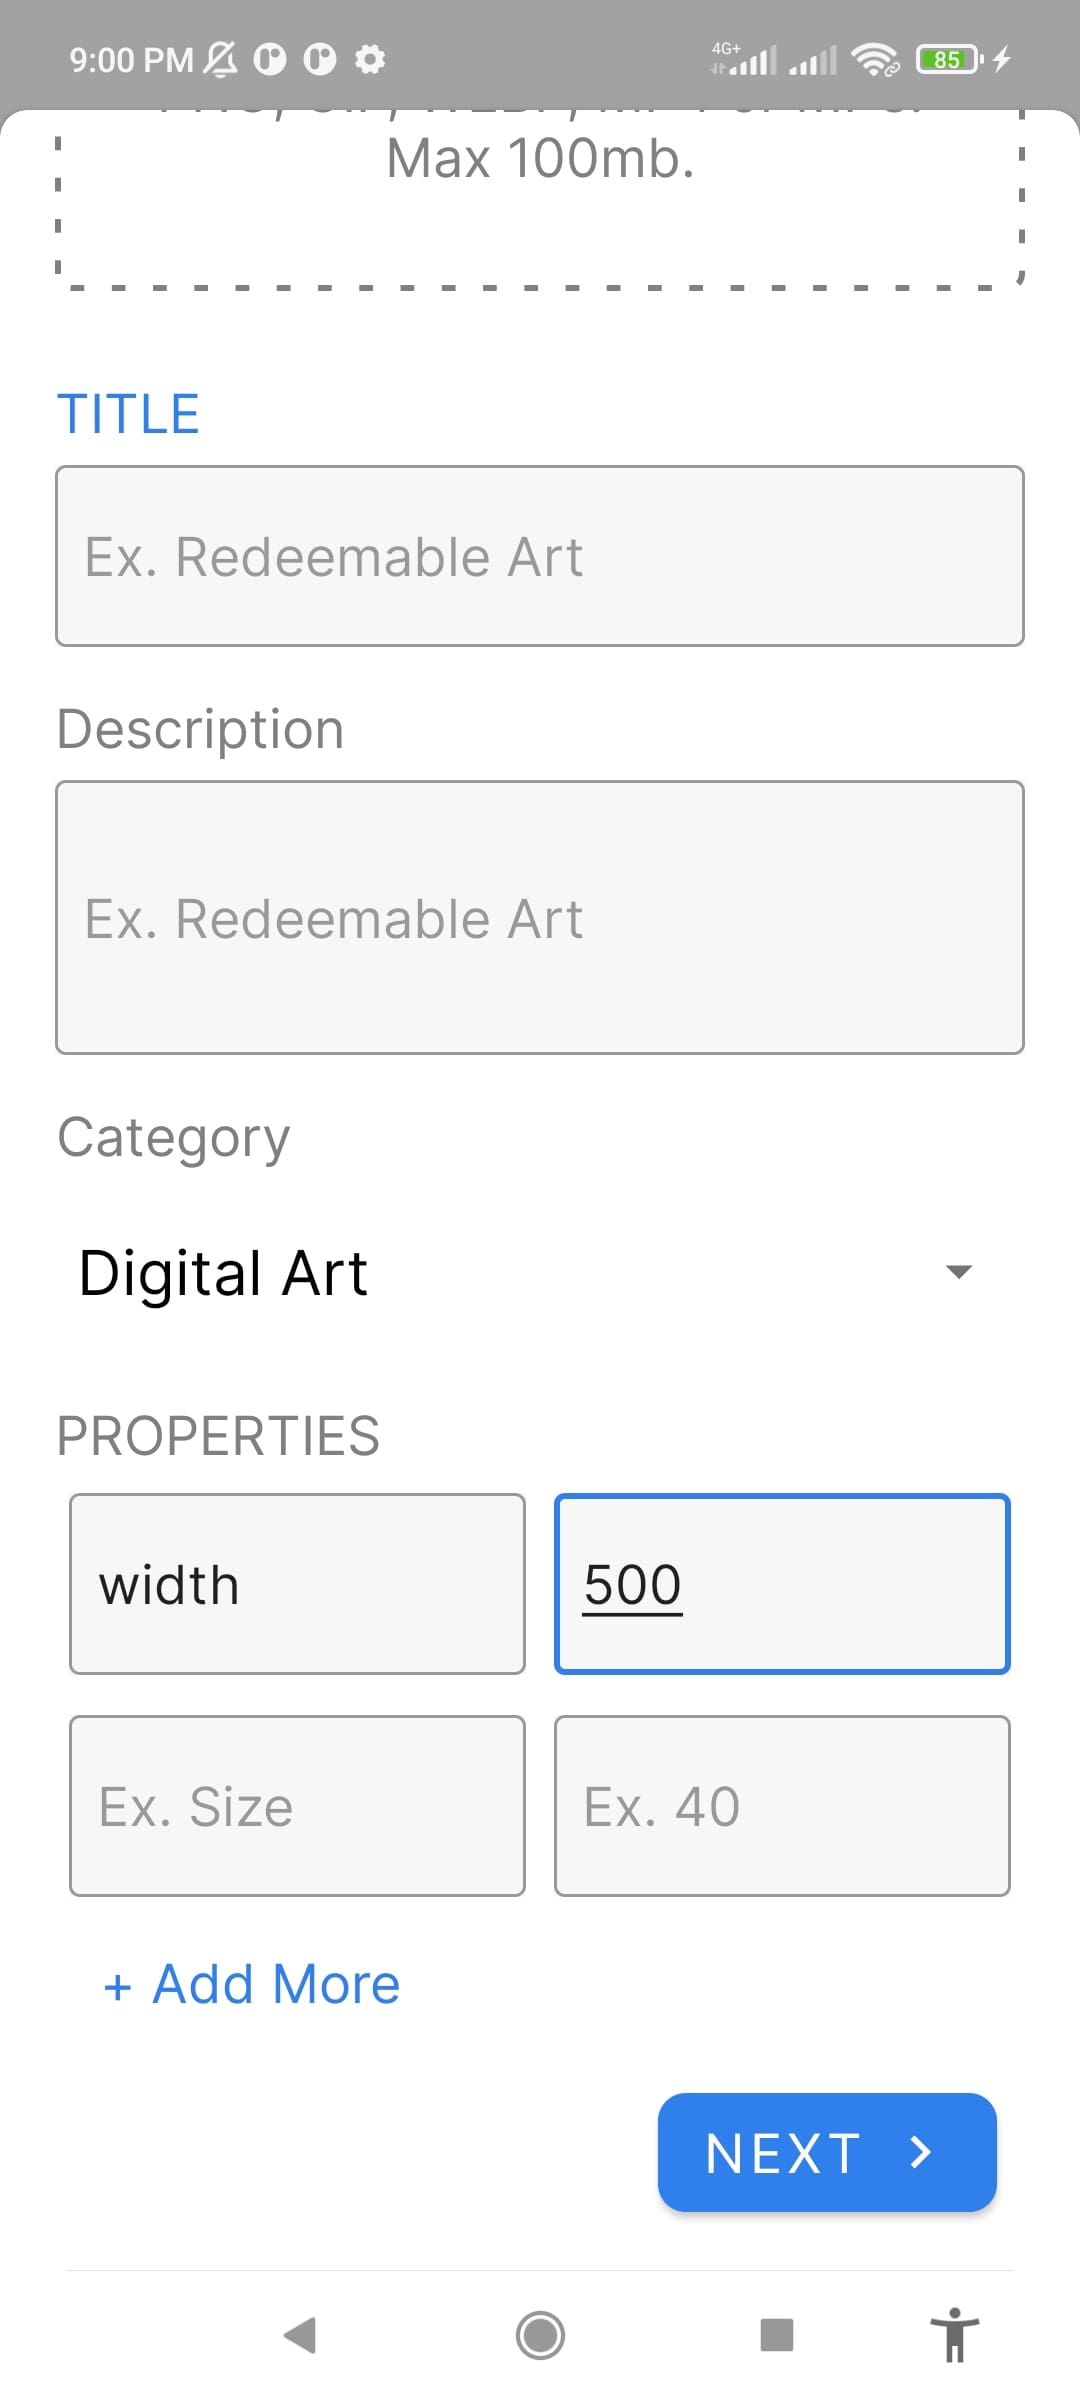 9:00 PM 4G+ 85
Max 100mb.
TITLE
Ex. Redeemable Art
Description
Ex. Redeemable Art
Category
Digital Art
PROPERTIES
width 500
Ex. Size Ex. 40
+ Add More
NEXT